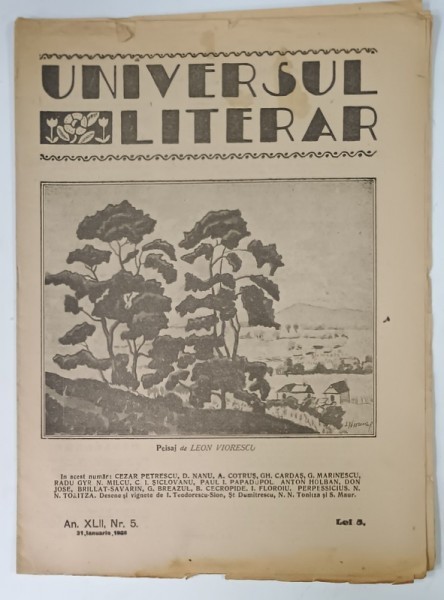 UNIVERSUL
LITERAR
Peisaj de LEON VIORESCU
In acest număr: CEZAR PETRESCU, D. NANU, A. COTRUȘ, GH. CARDAȘ, G. MARINESCU,
RADU GYR N. MILCU, C. I. ȘICLOVANU, PAUL I. PAPADOPOL, ANTON HOLBAN, DON
JOSE, BRILLAT-SAVARIN, G. BREAZUL, B. CECROPIDE, I. FLOROIU, PERPESSICIUS, N.
N. TONITZA. Desene și vignete de I. Teodorescu-Sion, Șt Dumitrescu, N. N. Tonitza și S. Maur.
An. XLII, Nr. 5.
Lei 5.
31, Ianuarie,